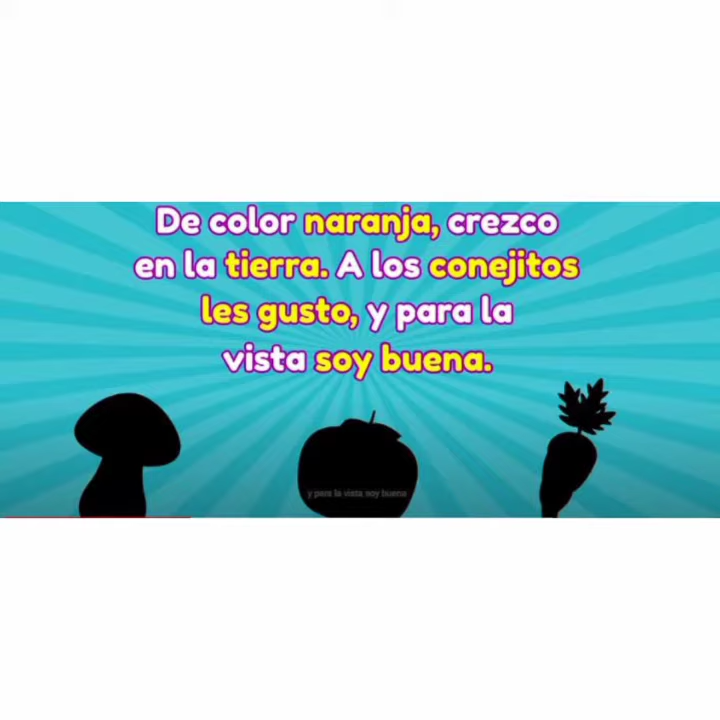 De color naranja, crezco
en la tierra. A los conejitos
les gusto, y para la
vista soy buena.
y para la vista soy buena